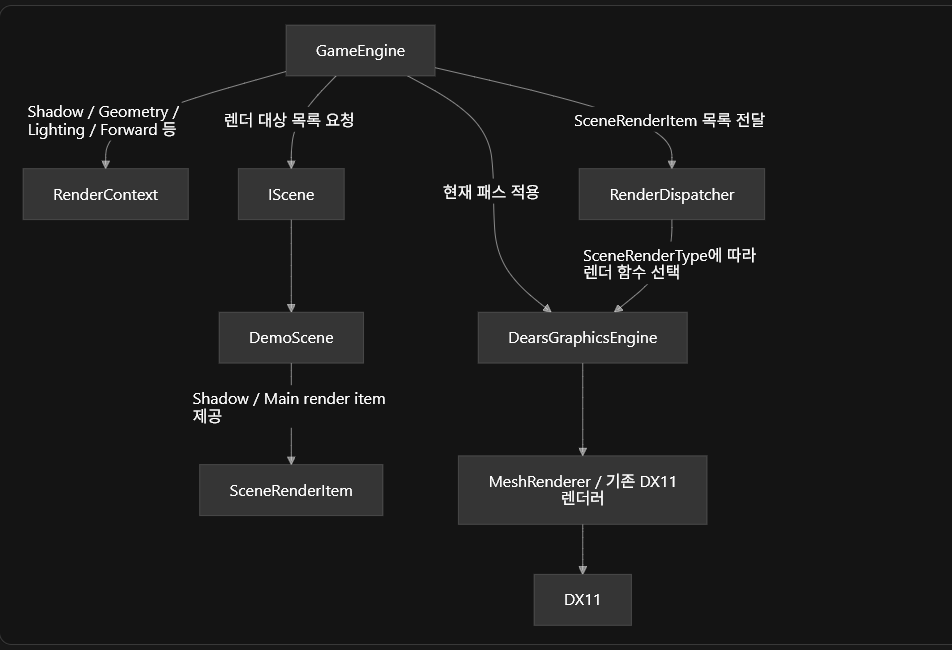 GameEngine
Shadow / Geometry /
Lighting / Forward 등
렌더 대상 목록 요청
SceneRenderItem 목록 전달
현재 패스 적용
RenderContext
IScene
RenderDispatcher
SceneRenderType에 따라
렌더 함수 선택
DemoScene
DearsGraphicsEngine
Shadow / Main render item
제공
SceneRenderItem
MeshRenderer / 기존 DX11
렌더러
DX11